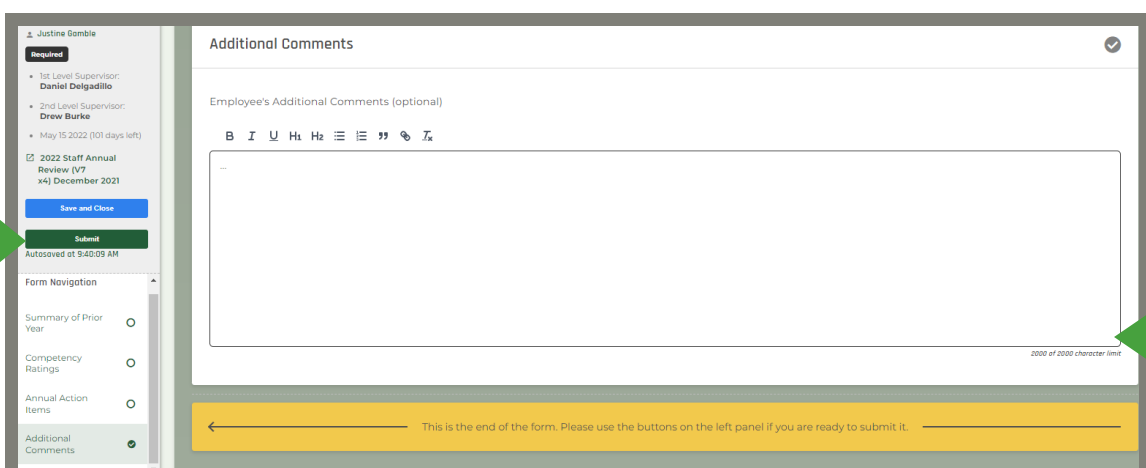 Justine Gamble
Required
1st Level Supervisor:
Daniel Delgadillo
2nd Level Supervisor:
Drew Burke
May 15 2022 (101 days left)
2022 Staff Annual
Review (V7
x4) December 2021
Save and Close
Submit
Autosaved at 9:40:09 AM
Form Navigation
Summary of Prior
Year
Competency
Ratings
Annual Action
Items
Additional
Comments
Additional Comments
Employee's Additional Comments (optional)
B I U H1 H2
...
2000 of 2000 character limit
This is the end of the form. Please use the buttons on the left panel if you are ready to submit it.